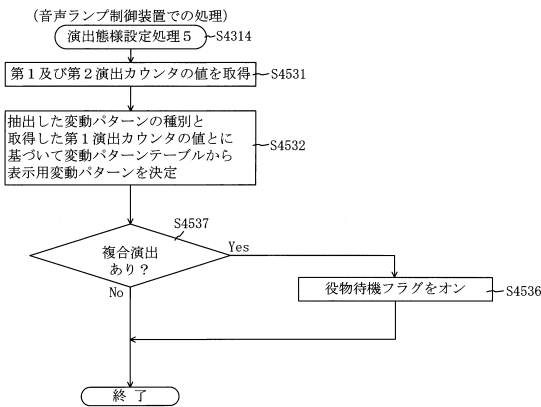 (音声ランプ制御装置での処理)
演出態様設定処理5
S4314
第1及び第2演出カウンタの値を取得
S4531
抽出した変動パターンの種別と
取得した第1演出カウンタの値とに
基づいて変動パターンテーブルから
表示用変動パターンを決定
S4532
S4537
複合演出
あり?
Yes
No
役物待機フラグをオン
S4536
終了